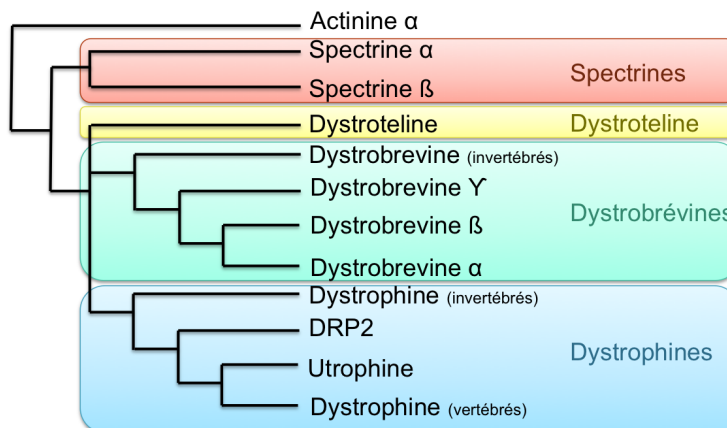 Actinine α
Spectrine α
Spectrines
Spectrine ß
Dystroteline
Dystroteline
Dystrobrevine (invertébrés)
Dystrobrevine ϒ
Dystrobrévines
Dystrobrevine ß
Dystrobrevine α
Dystrophine (invertébrés)
DRP2
Dystrophines
Utrophine
Dystrophine (vertébrés)